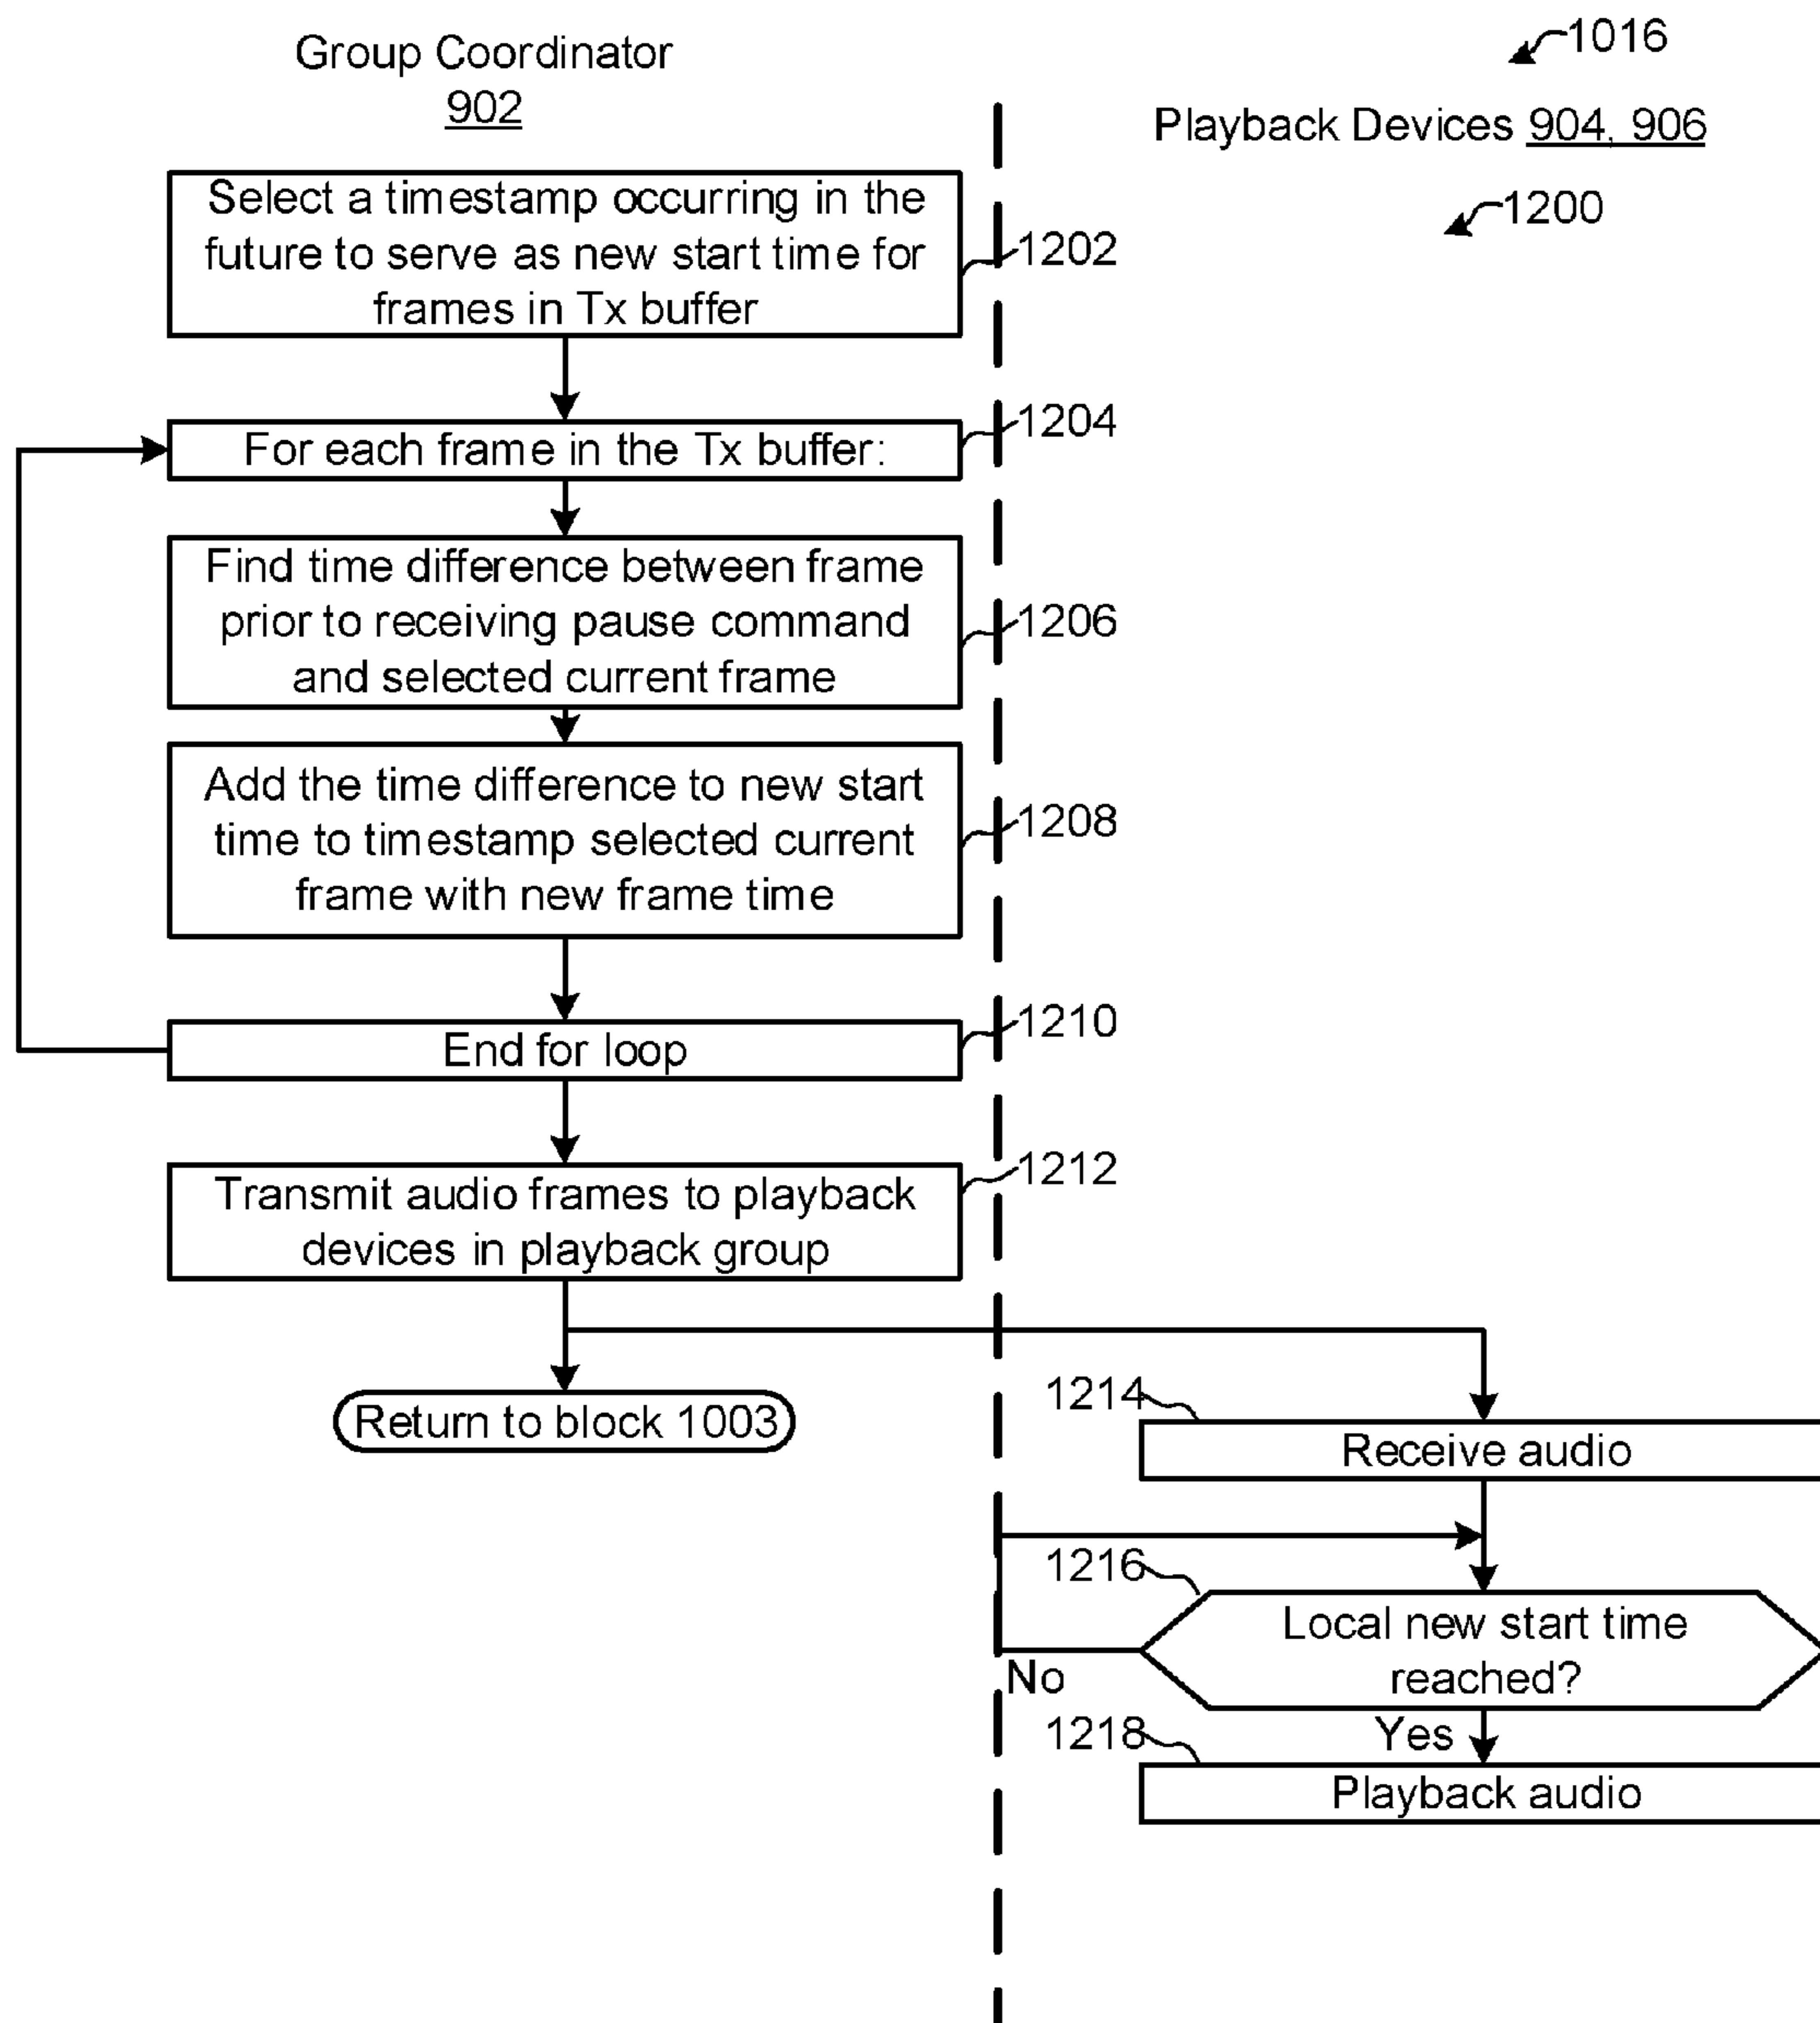 Group Coordinator
902
1016
Playback Devices 904, 906
1200
Select a timestamp occurring in the
future to serve as new start time for
frames in Tx buffer
1202
For each frame in the Tx buffer:
1204
Find time difference between frame
prior to receiving pause command
and selected current frame
1206
Add the time difference to new start
time to timestamp selected current
frame with new frame time
1208
End for loop
1210
Transmit audio frames to playback
devices in playback group
1212
Return to block 1003
1214
Receive audio
1216
Local new start time
reached?
No
Yes
1218
Playback audio